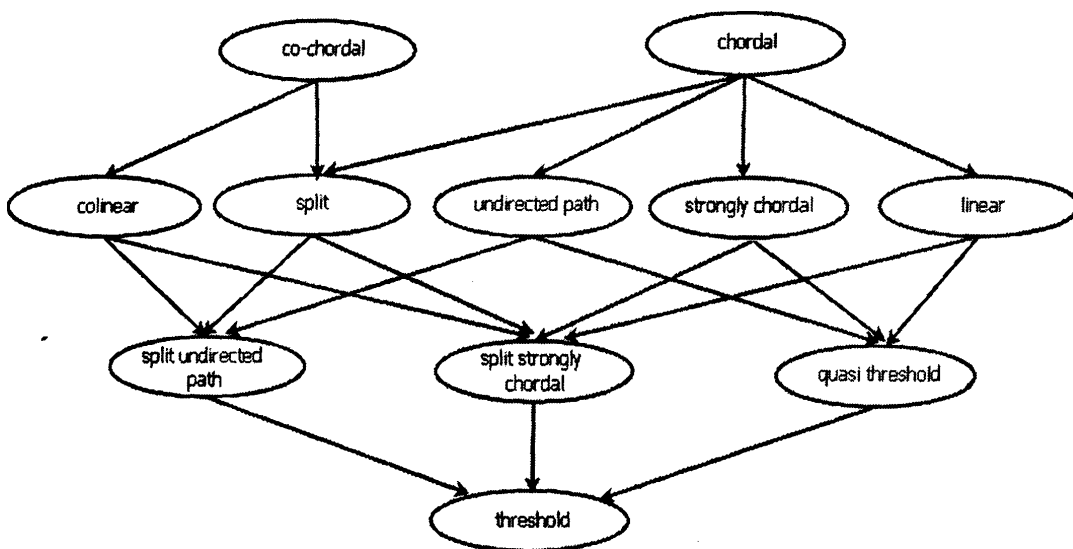 co-chordal
chordal
colinear
split
undirected path
strongly chordal
linear
split undirected
path
split strongly
chordal
quasi threshold
threshold